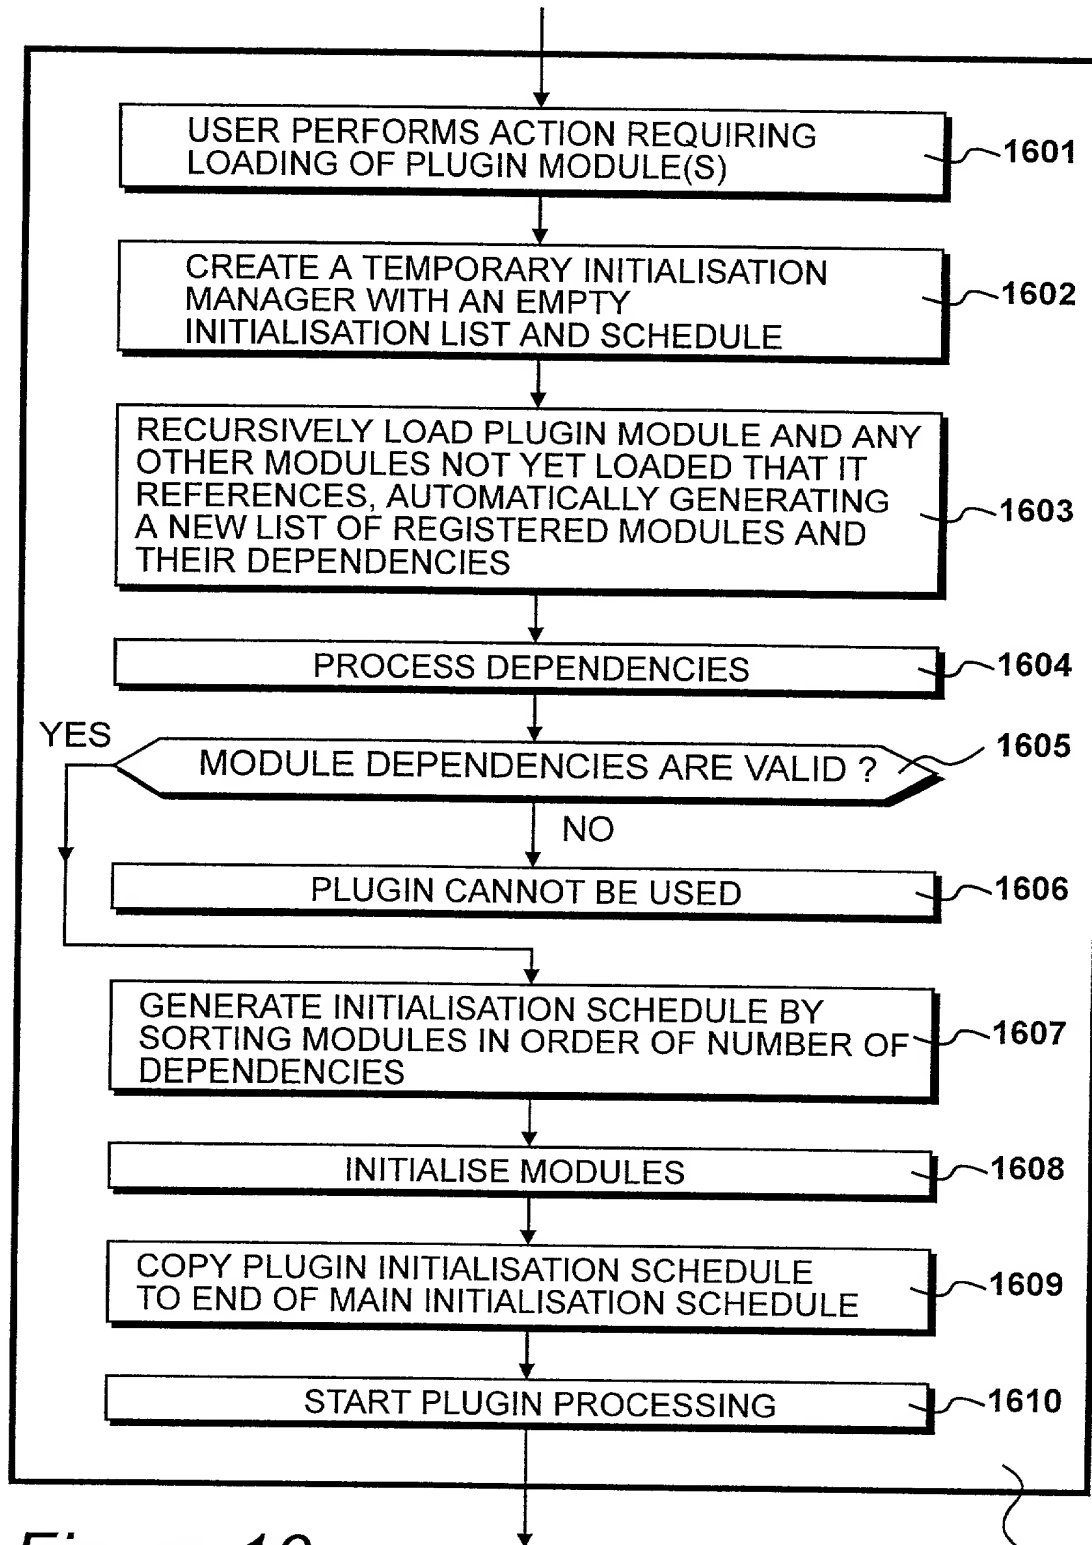 USER PERFORMS ACTION REQUIRING
LOADING OF PLUGIN MODULE(S)
1601
CREATE A TEMPORARY INITIALISATION
MANAGER WITH AN EMPTY
INITIALISATION LIST AND SCHEDULE
1602
RECURSIVELY LOAD PLUGIN MODULE AND ANY
OTHER MODULES NOT YET LOADED THAT IT
REFERENCES, AUTOMATICALLY GENERATING
A NEW LIST OF REGISTERED MODULES AND
THEIR DEPENDENCIES
1603
PROCESS DEPENDENCIES
1604
YES
MODULE DEPENDENCIES ARE VALID ?
1605
NO
PLUGIN CANNOT BE USED
1606
GENERATE INITIALISATION SCHEDULE BY
SORTING MODULES IN ORDER OF NUMBER OF
DEPENDENCIES
1607
INITIALISE MODULES
1608
COPY PLUGIN INITIALISATION SCHEDULE
TO END OF MAIN INITIALISATION SCHEDULE
1609
START PLUGIN PROCESSING
1610
Figure